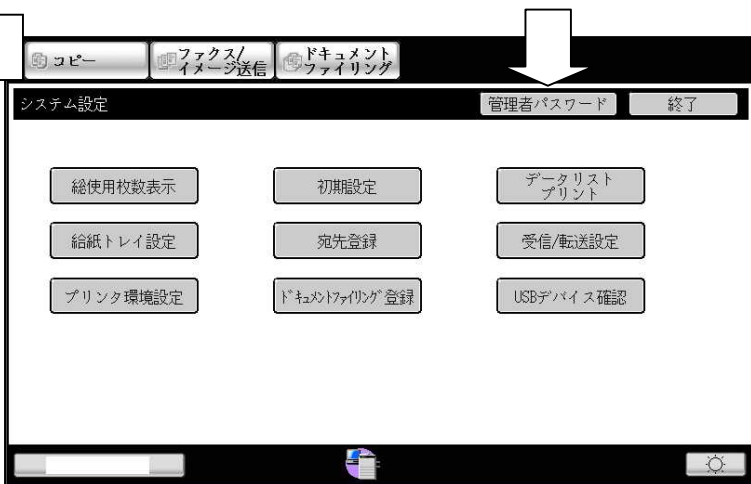 コピー
ファクス/
イメージ送信
ドキュメント
ファイリング
システム設定
管理者パスワード
終了
総使用枚数表示
初期設定
データリスト
プリント
給紙トレイ設定
宛先登録
受信/転送設定
プリンタ環境設定
ドキュメントファイリング登録
USBデバイス確認